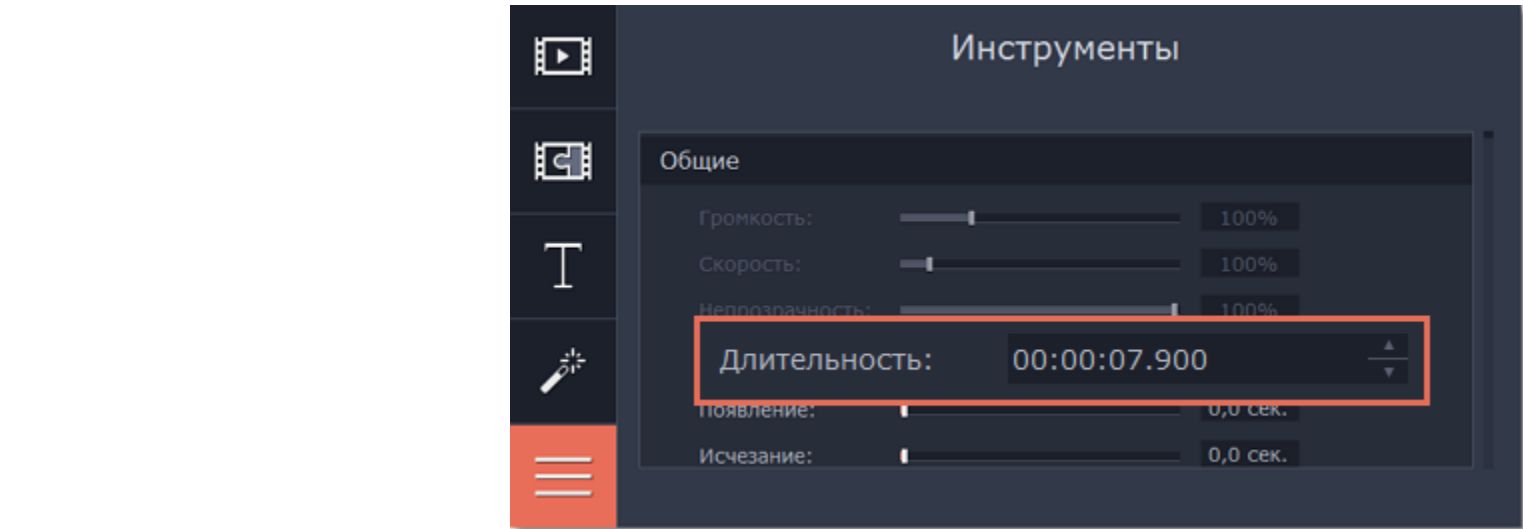 Инструменты
Общие
Громкость: 100%
Скорость: 100%
Непрозрачность: 100%
Длительность: 00:00:07.900
Появление: 0,0 сек.
Исчезание: 0,0 сек.